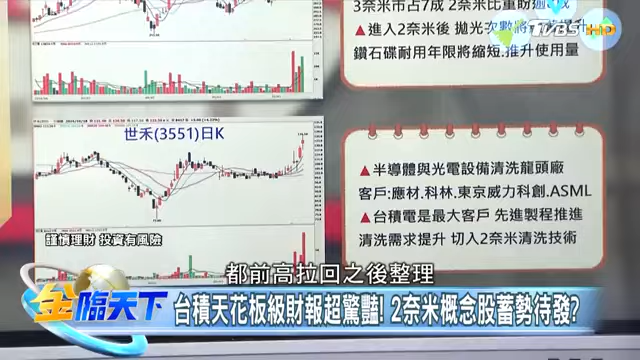 3奈米市占7成 2奈米比重盼
TVBS HD
▲進入2奈米後 拋光次數將
鑽石碟耐用年限將縮短.推升使用量
世禾(3551)日K
▲半導體與光電設備清洗龍頭廠
客戶:應材.科林.東京威力科創.ASML
▲台積電是最大客戶 先進製程推進
清洗需求提升 切入2奈米清洗技術
謹慎理財 投資有風險
都前高拉回之後整理
金臨天下
台積天花板級財報超驚豔! 2奈米概念股蓄勢待發?